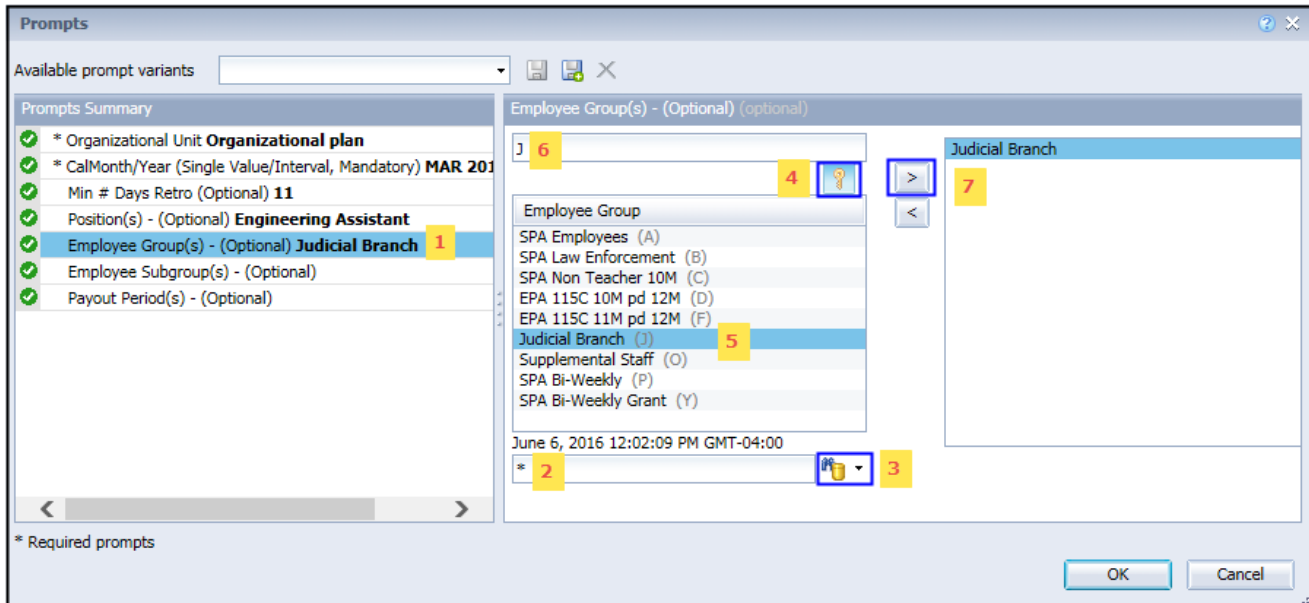 Prompts
Available prompt variants
Prompts Summary
* Organizational Unit Organizational plan
* CalMonth/Year (Single Value/Interval, Mandatory) MAR 201
Min # Days Retro (Optional) 11
Position(s) - (Optional) Engineering Assistant
Employee Group(s) - (Optional) Judicial Branch 1
Employee Subgroup(s) - (Optional)
Payout Period(s) - (Optional)
Employee Group(s) - (Optional) (optional)
J 6
4
Employee Group
SPA Employees (A)
SPA Law Enforcement (B)
SPA Non Teacher 10M (C)
EPA 115C 10M pd 12M (D)
EPA 115C 11M pd 12M (F)
Judicial Branch (J) 5
Supplemental Staff (O)
SPA Bi-Weekly (P)
SPA Bi-Weekly Grant (Y)
June 6, 2016 12:02:09 PM GMT-04:00
* 2
3
>
<
Judicial Branch
7
* Required prompts
OK
Cancel